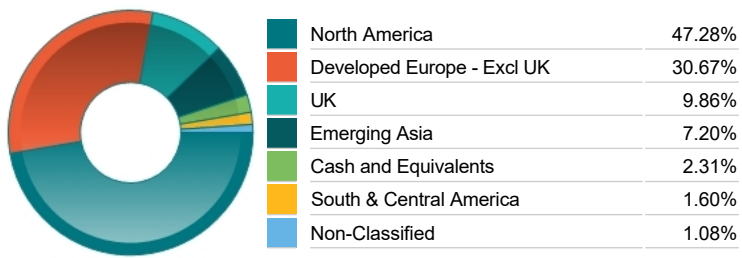 North America 47.28%
Developed Europe - Excl UK 30.67%
UK 9.86%
Emerging Asia 7.20%
Cash and Equivalents 2.31%
South & Central America 1.60%
Non-Classified 1.08%